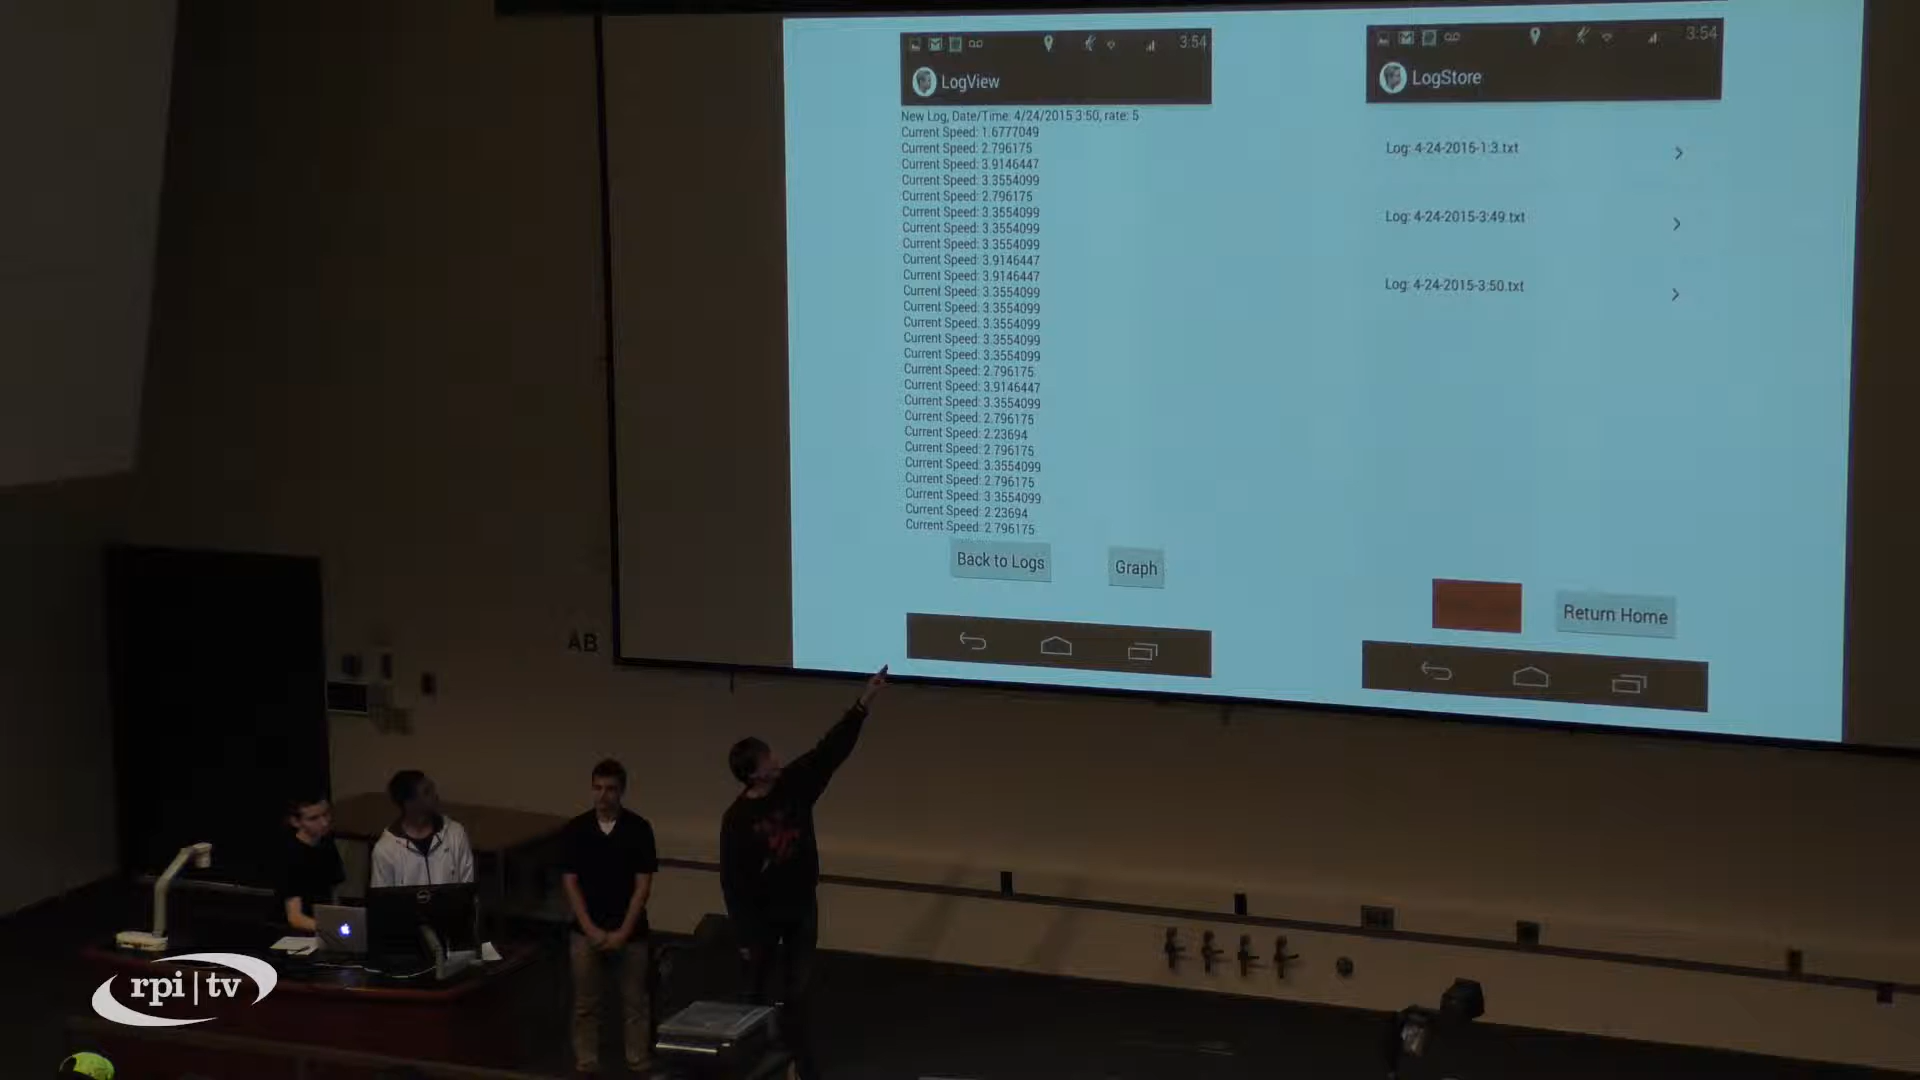 3:54
LogView
New Log, Date/Time: 4/24/2015 3:50, rate: 5
Current Speed: 1.6777049
Current Speed: 2.796175
Current Speed: 3.9146447
Current Speed: 3.3554099
Current Speed: 2.796175
Current Speed: 3.3554099
Current Speed: 3.3554099
Current Speed: 3.3554099
Current Speed: 3.9146447
Current Speed: 3.9146447
Current Speed: 3.3554099
Current Speed: 3.3554099
Current Speed: 3.3554099
Current Speed: 3.3554099
Current Speed: 3.3554099
Current Speed: 2.796175
Current Speed: 3.9146447
Current Speed: 3.3554099
Current Speed: 2.796175
Current Speed: 2.23694
Current Speed: 2.796175
Current Speed: 3.3554099
Current Speed: 2.796175
Current Speed: 3.3554099
Current Speed: 2.23694
Current Speed: 2.796175
Back to Logs
Graph
3:54
LogStore
Log: 4-24-2015-1:3.txt
Log: 4-24-2015-3:49.txt
Log: 4-24-2015-3:50.txt
Return Home
AB
DELL
rpi|tv